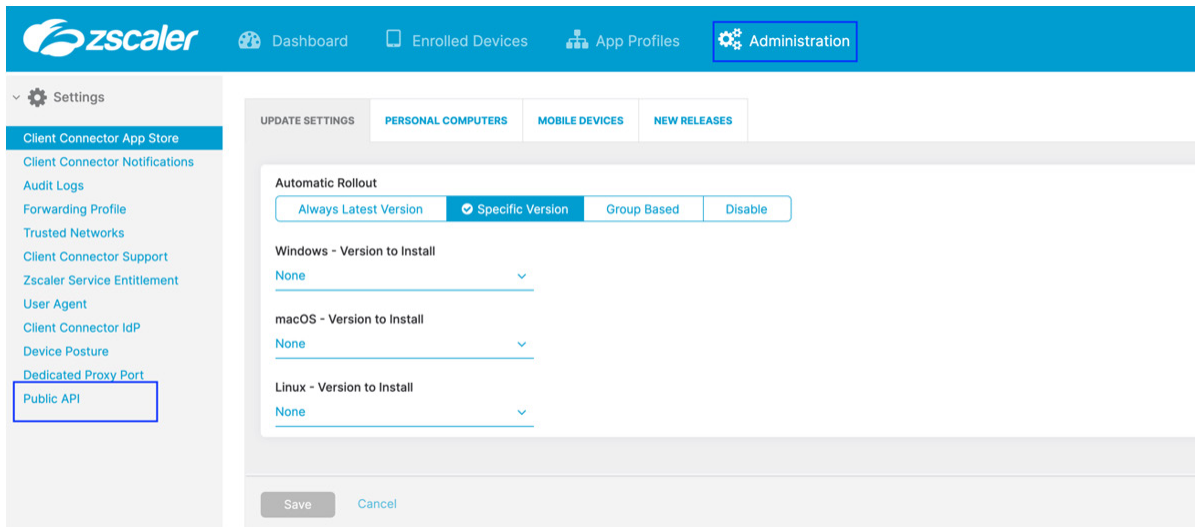 zscaler Dashboard Enrolled Devices App Profiles Administration
Settings
Client Connector App Store
Client Connector Notifications
Audit Logs
Forwarding Profile
Trusted Networks
Client Connector Support
Zscaler Service Entitlement
User Agent
Client Connector IdP
Device Posture
Dedicated Proxy Port
Public API
UPDATE SETTINGS PERSONAL COMPUTERS MOBILE DEVICES NEW RELEASES
Automatic Rollout
Always Latest Version Specific Version Group Based Disable
Windows - Version to Install
None
macOS - Version to Install
None
Linux - Version to Install
None
Save Cancel